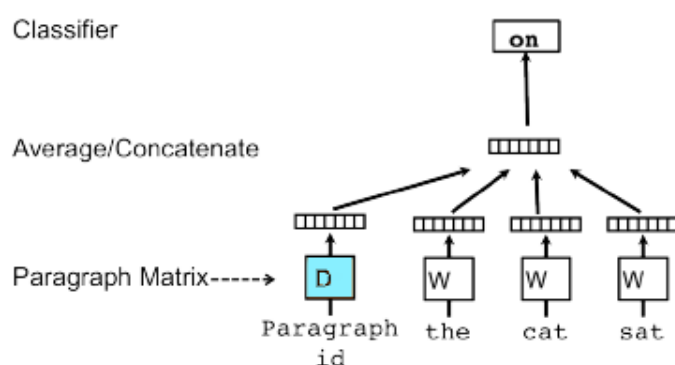 Classifier
on
Average/Concatenate
Paragraph Matrix
D
W
W
W
Paragraph
id
the
cat
sat